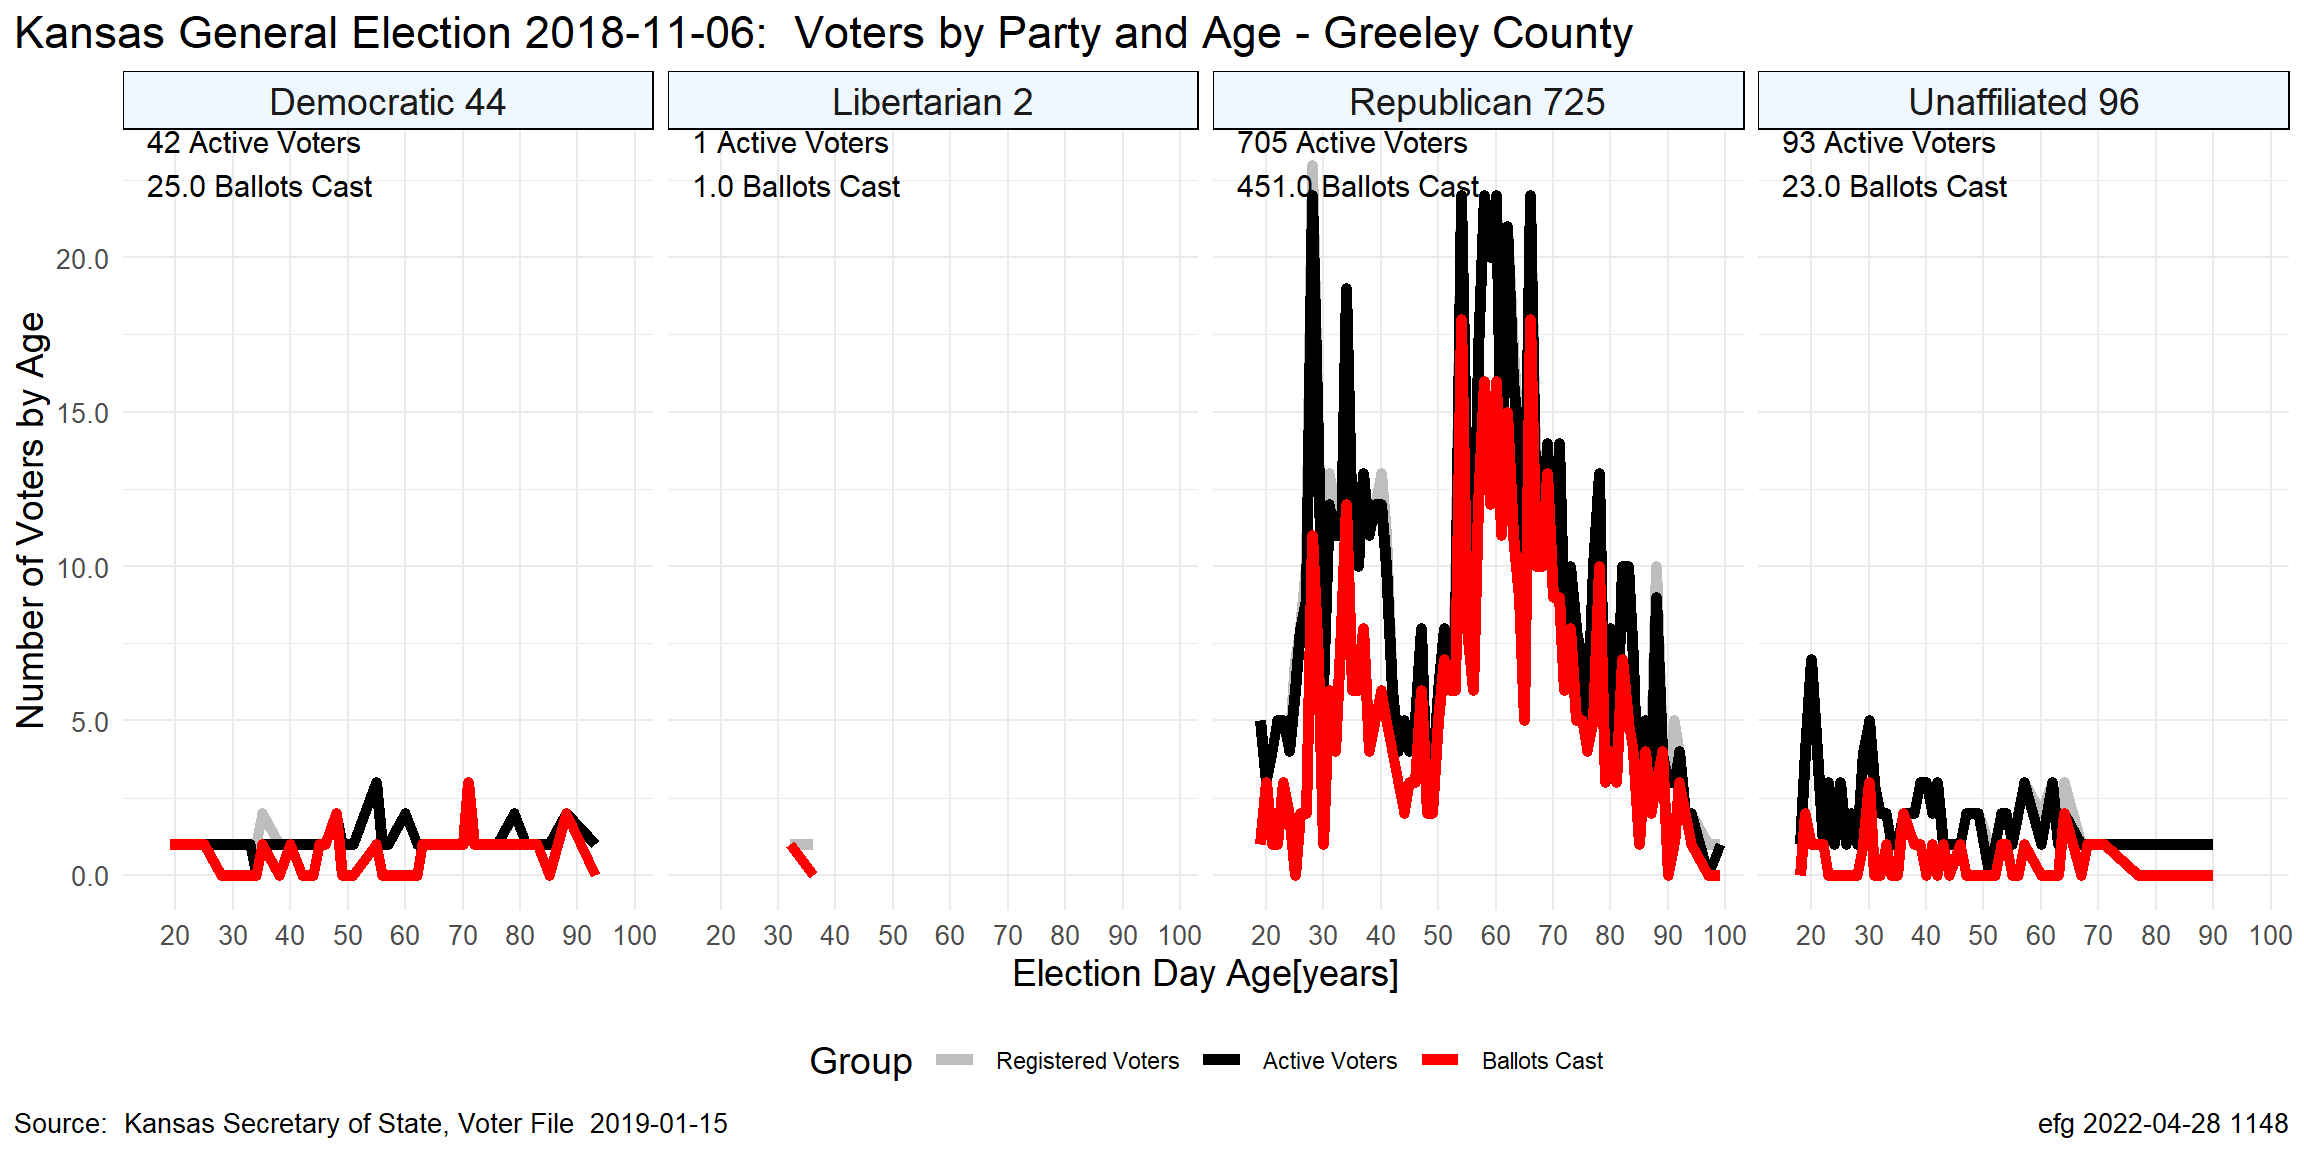 Kansas General Election 2018-11-06:  Voters by Party and Age - Greeley County
Democratic 44
Libertarian 2
Republican 725
Unaffiliated 96
42 Active Voters
25.0 Ballots Cast
1 Active Voters
1.0 Ballots Cast
705 Active Voters
451.0 Ballots Cast
93 Active Voters
23.0 Ballots Cast
Number of Voters by Age
20.0
15.0
10.0
5.0
0.0
20 30 40 50 60 70 80 90 100
20 30 40 50 60 70 80 90 100
20 30 40 50 60 70 80 90 100
20 30 40 50 60 70 80 90 100
Election Day Age[years]
Group Registered Voters Active Voters Ballots Cast
Source:  Kansas Secretary of State, Voter File  2019-01-15
efg 2022-04-28 1148